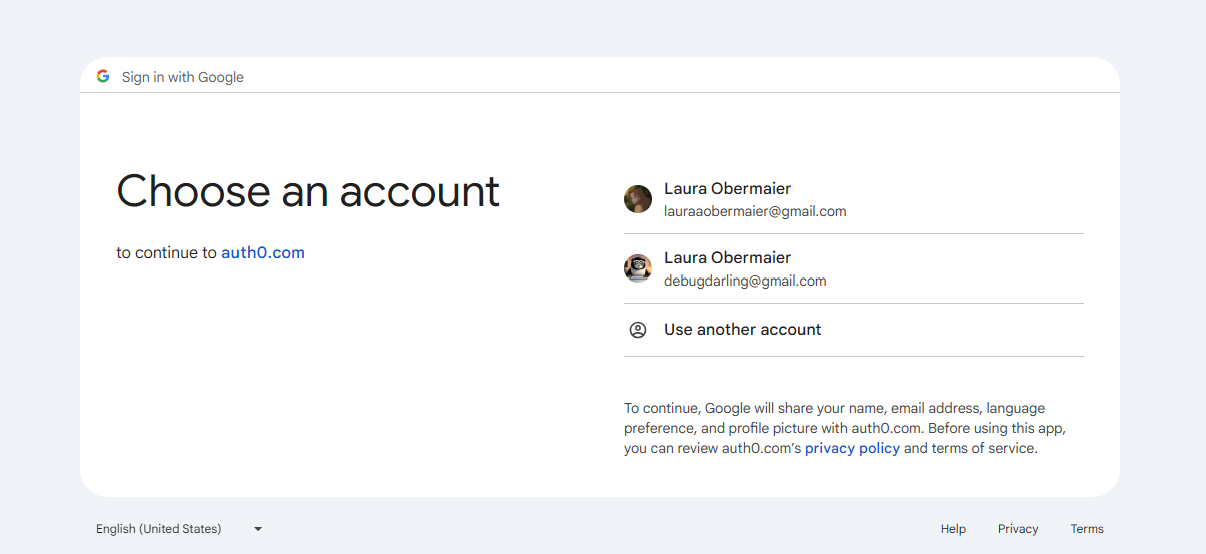 Sign in with Google
Choose an account
to continue to auth0.com
Laura Obermaier
lauraaobermaier@gmail.com
Laura Obermaier
debugdarling@gmail.com
Use another account
To continue, Google will share your name, email address, language
preference, and profile picture with auth0.com. Before using this app,
you can review auth0.com’s privacy policy and terms of service.
English (United States)
Help
Privacy
Terms